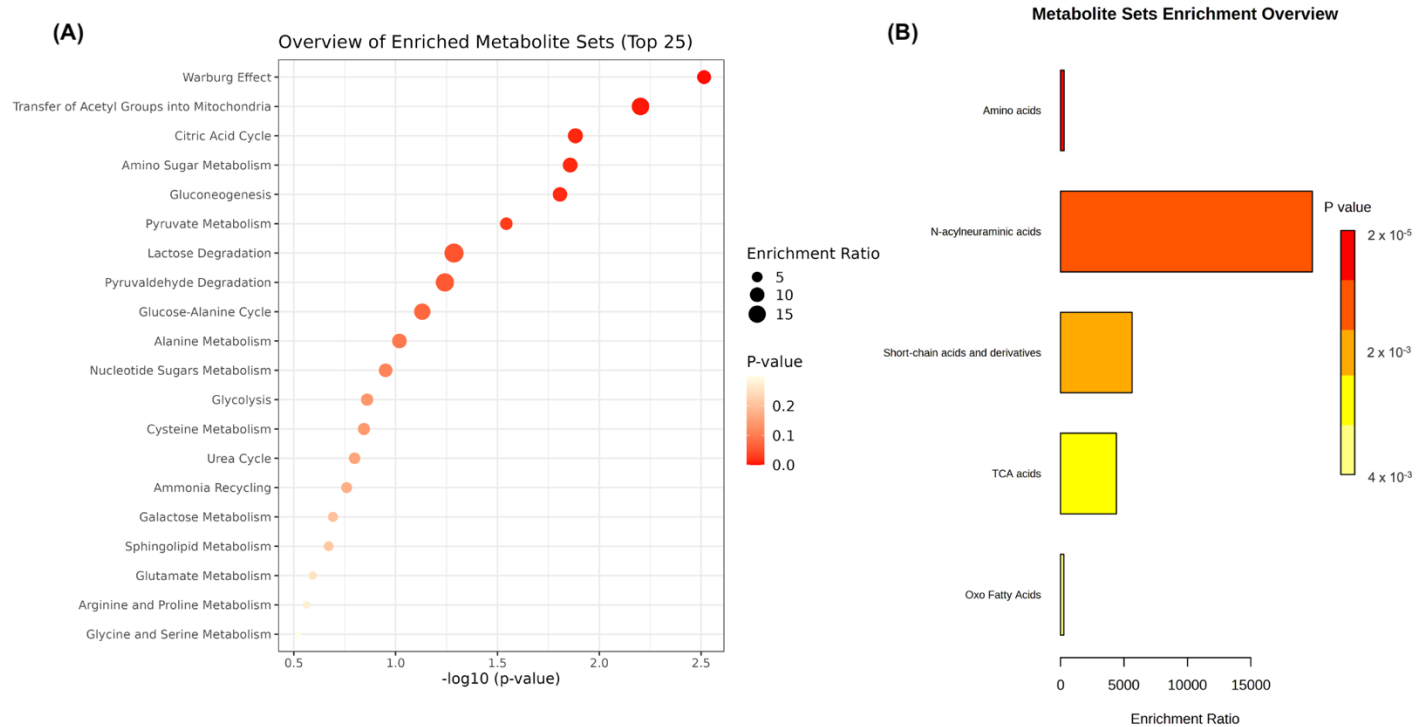 (A)
Overview of Enriched Metabolite Sets (Top 25)
Warburg Effect
Transfer of Acetyl Groups into Mitochondria
Citric Acid Cycle
Amino Sugar Metabolism
Gluconeogenesis
Pyruvate Metabolism
Lactose Degradation
Pyruvaldehyde Degradation
Glucose-Alanine Cycle
Alanine Metabolism
Nucleotide Sugars Metabolism
Glycolysis
Cysteine Metabolism
Urea Cycle
Ammonia Recycling
Galactose Metabolism
Sphingolipid Metabolism
Glutamate Metabolism
Arginine and Proline Metabolism
Glycine and Serine Metabolism
0.5 1.0 1.5 2.0 2.5
-log10 (p-value)
Enrichment Ratio
5
10
15
P-value
0.2
0.1
0.0
(B)
Metabolite Sets Enrichment Overview
Amino acids
N-acylneuraminic acids
Short-chain acids and derivatives
TCA acids
Oxo Fatty Acids
0 5000 10000 15000
Enrichment Ratio
P value
2 x 10⁻⁵
2 x 10⁻³
4 x 10⁻³